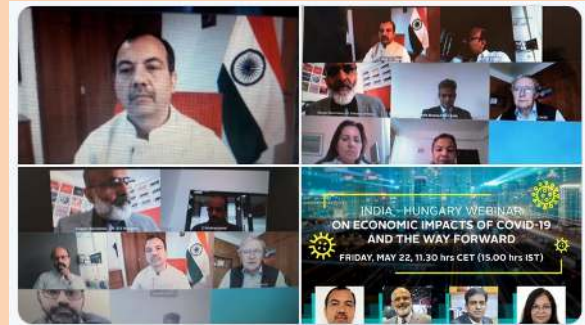 INDIA - HUNGARY WEBINAR
ON ECONOMIC IMPACTS OF COVID-19
AND THE WAY FORWARD
FRIDAY, MAY 22, 11.30 hrs CET (15.00 hrs IST)